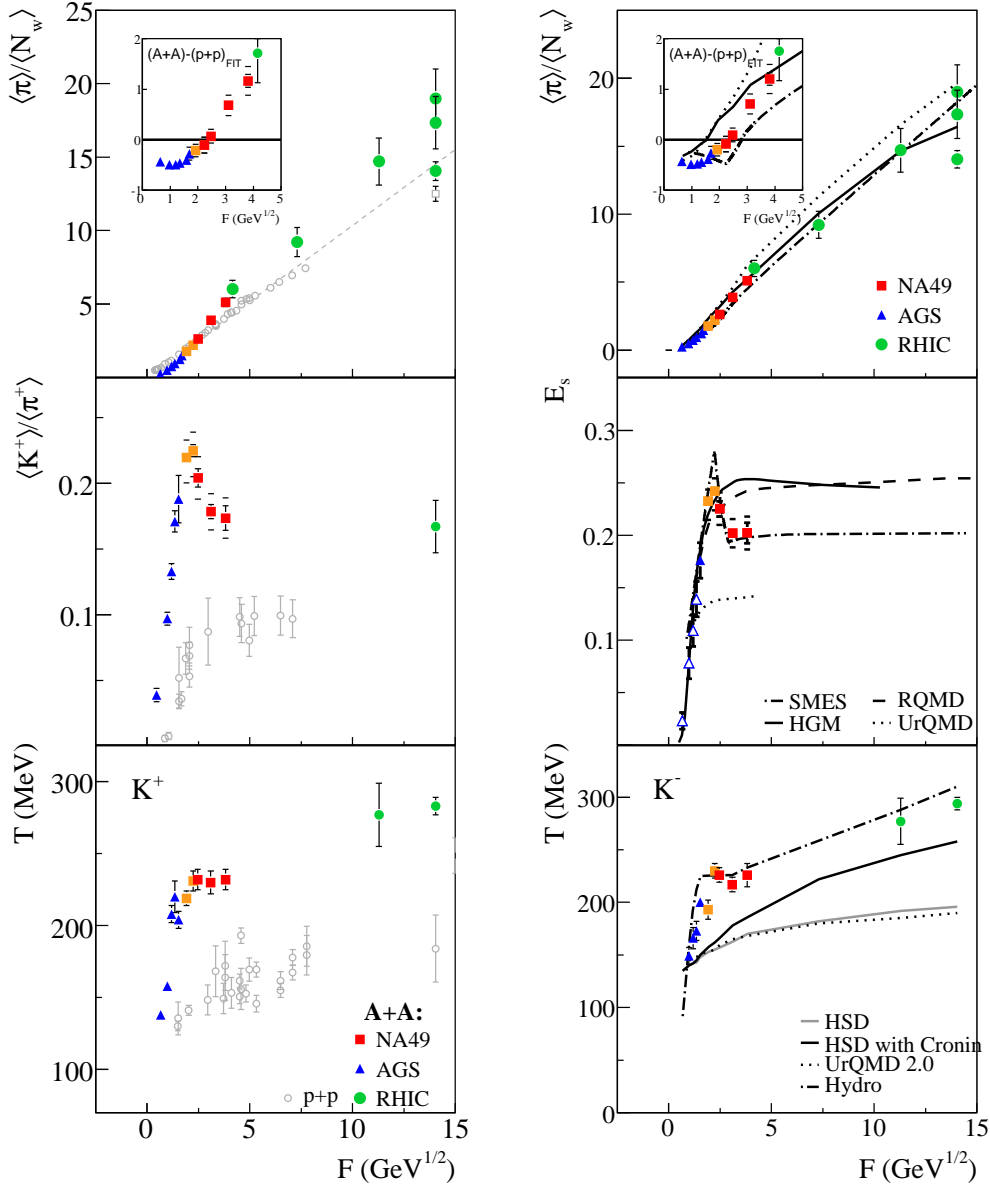 ⟨π⟩/⟨N_w⟩
20
15
10
5
(A+A)-(p+p)_FIT
2
1
0
-1
0 1 2 3 4 5
F (GeV^1/2)
⟨π⟩/⟨N_w⟩
20
10
0
(A+A)-(p+p)_FIT
2
1
0
-1
0 1 2 3 4 5
F (GeV^1/2)
NA49
AGS
RHIC
⟨K^+⟩/⟨π^+⟩
0.2
0.1
E_s
0.3
0.2
0.1
SMES
HGM
RQMD
UrQMD
T (MeV)
300
200
100
K^+
A+A:
NA49
AGS
RHIC
p+p
0 5 10 15
F (GeV^1/2)
T (MeV)
400
300
200
100
0
K^-
HSD
HSD with Cronin
UrQMD 2.0
Hydro
0 5 10 15
F (GeV^1/2)